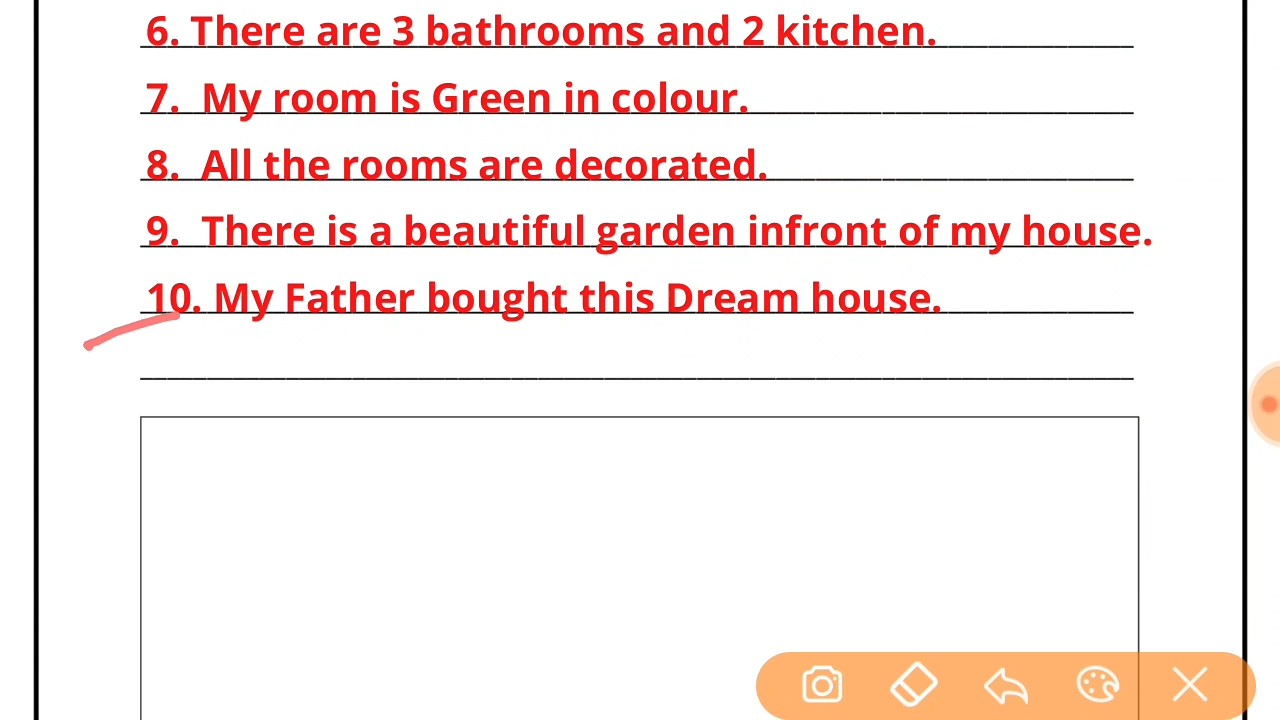 6. There are 3 bathrooms and 2 kitchen.
7. My room is Green in colour.
8. All the rooms are decorated.
9. There is a beautiful garden infront of my house.
10. My Father bought this Dream house.